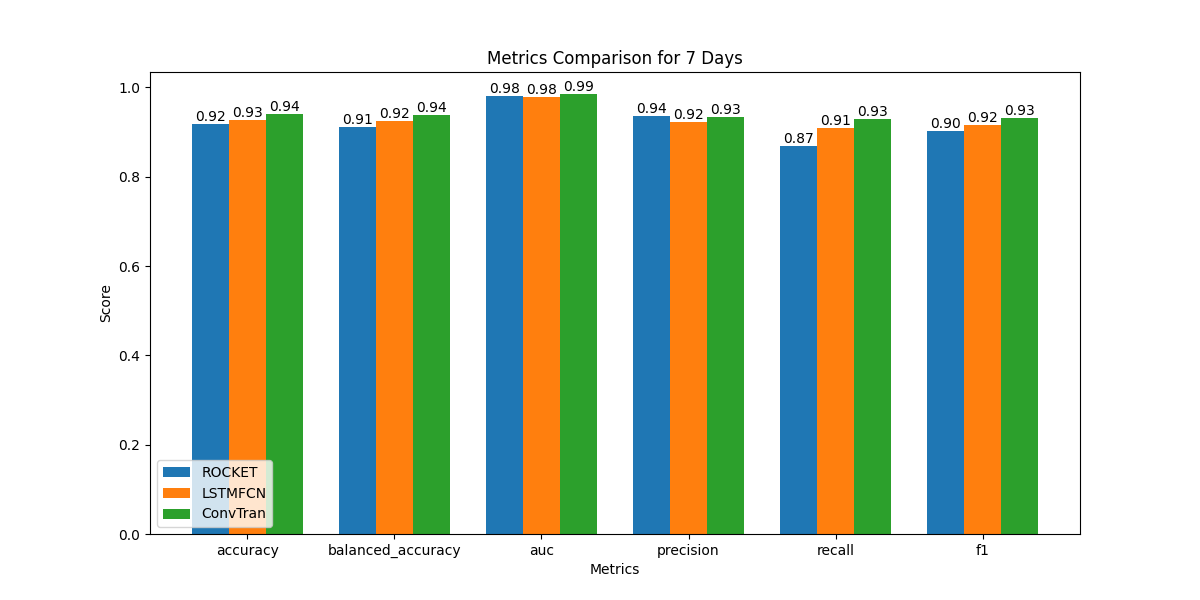 Metrics Comparison for 7 Days
Score
1.0
0.8
0.6
0.4
0.2
0.0
0.92 0.93 0.94
0.91 0.92 0.94
0.98 0.98 0.99
0.94 0.92 0.93
0.87 0.91 0.93
0.90 0.92 0.93
ROCKET
LSTMFCN
ConvTran
accuracy balanced_accuracy auc precision recall f1
Metrics